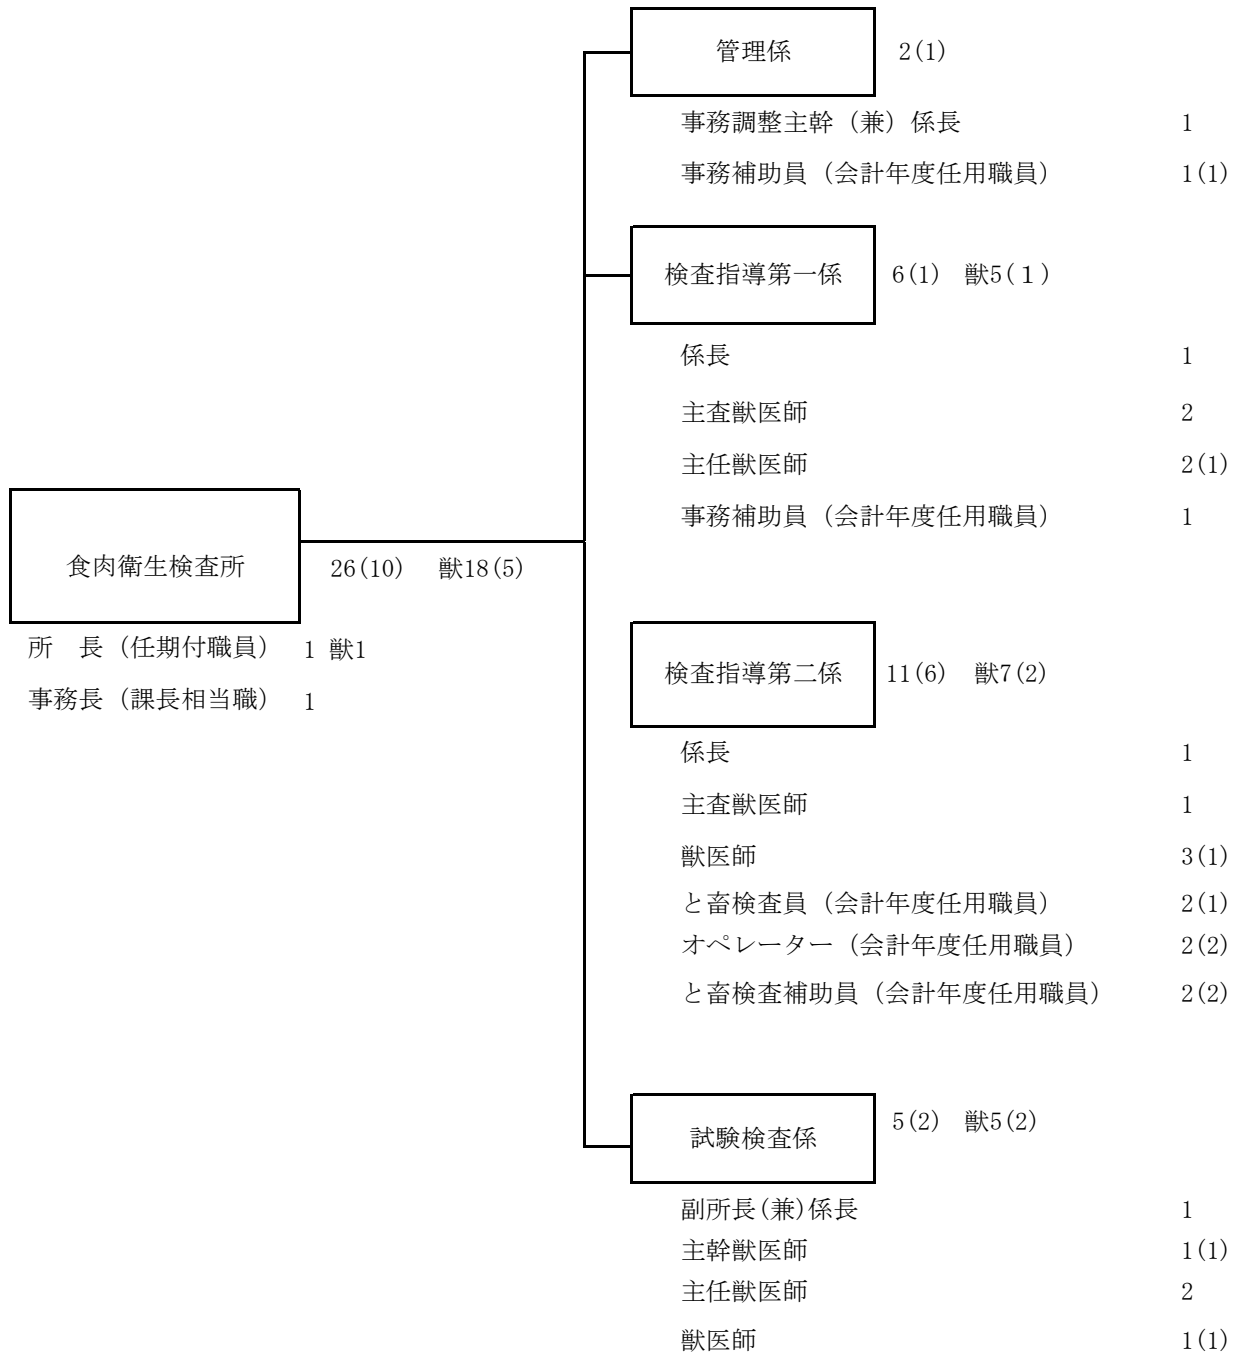 管理係 2(1)
事務調整主幹（兼）係長 1
事務補助員（会計年度任用職員） 1(1)
検査指導第一係 6(1) 獣5(１)
係長 1
主査獣医師 2
主任獣医師 2(1)
事務補助員（会計年度任用職員） 1
食肉衛生検査所 26(10) 獣18(5)
所　長（任期付職員） 1 獣1
事務長（課長相当職） 1
検査指導第二係 11(6) 獣7(2)
係長 1
主査獣医師 1
獣医師 3(1)
と畜検査員（会計年度任用職員） 2(1)
オペレーター（会計年度任用職員） 2(2)
と畜検査補助員（会計年度任用職員） 2(2)
試験検査係 5(2) 獣5(2)
副所長(兼)係長 1
主幹獣医師 1(1)
主任獣医師 2
獣医師 1(1)